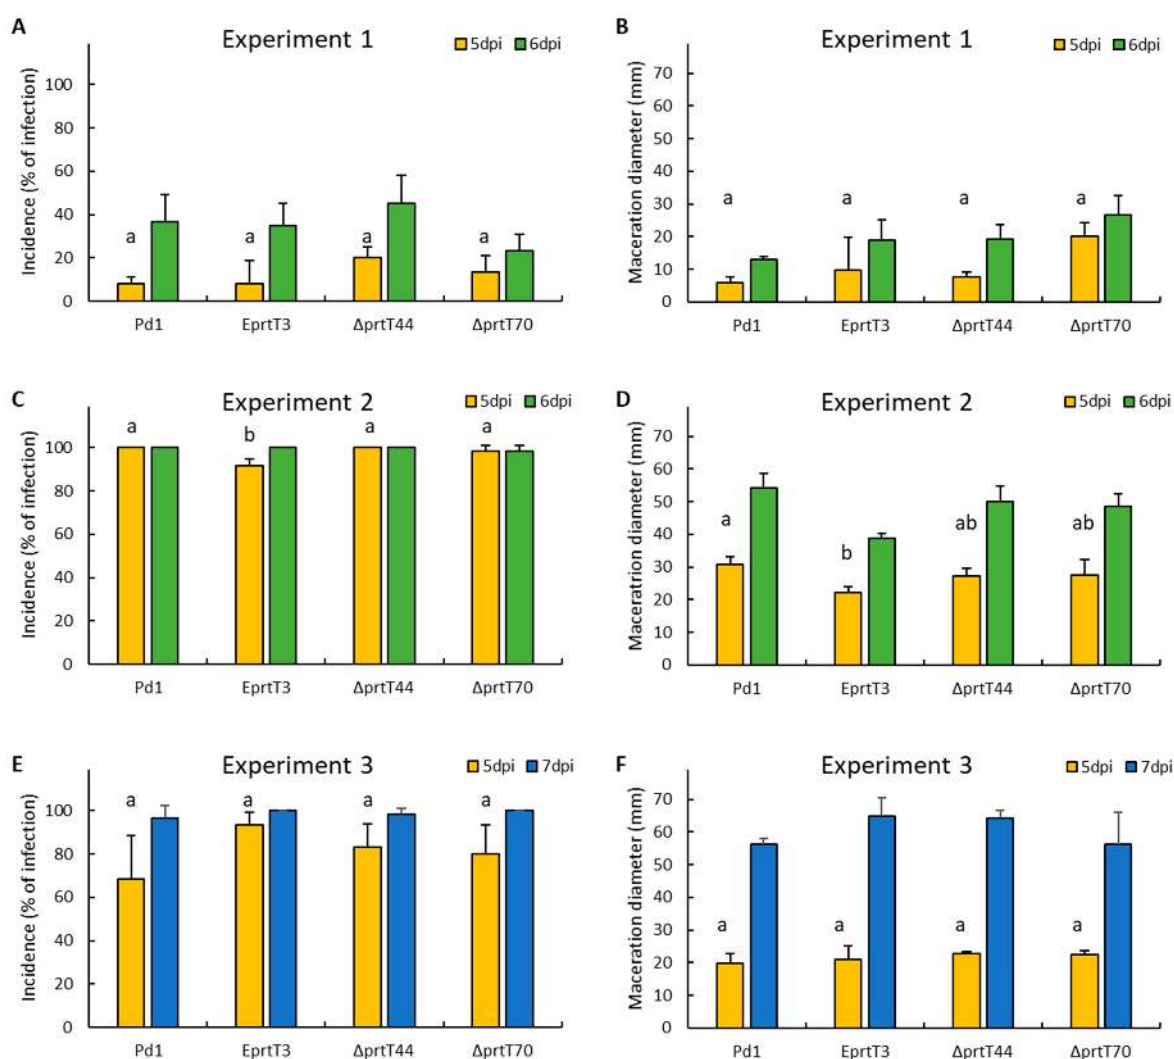 A
Experiment 1
5dpi 6dpi
Incidence (% of infection)
100
80
60
40
20
0
a a a a
Pd1 EprtT3 ΔprtT44 ΔprtT70
B
Experiment 1
5dpi 6dpi
Maceration diameter (mm)
70
60
50
40
30
20
10
0
a a a a
Pd1 EprtT3 ΔprtT44 ΔprtT70
C
Experiment 2
5dpi 6dpi
Incidence (% of infection)
100
80
60
40
20
0
a b a a
Pd1 EprtT3 ΔprtT44 ΔprtT70
D
Experiment 2
5dpi 6dpi
Maceratrion diameter (mm)
70
60
50
40
30
20
10
0
a b ab ab
Pd1 EprtT3 ΔprtT44 ΔprtT70
E
Experiment 3
5dpi 7dpi
Incidence (% of infection)
100
80
60
40
20
0
a a a a
Pd1 EprtT3 ΔprtT44 ΔprtT70
F
Experiment 3
5dpi 7dpi
Maceration diameter (mm)
70
60
50
40
30
20
10
0
a a a a
Pd1 EprtT3 ΔprtT44 ΔprtT70